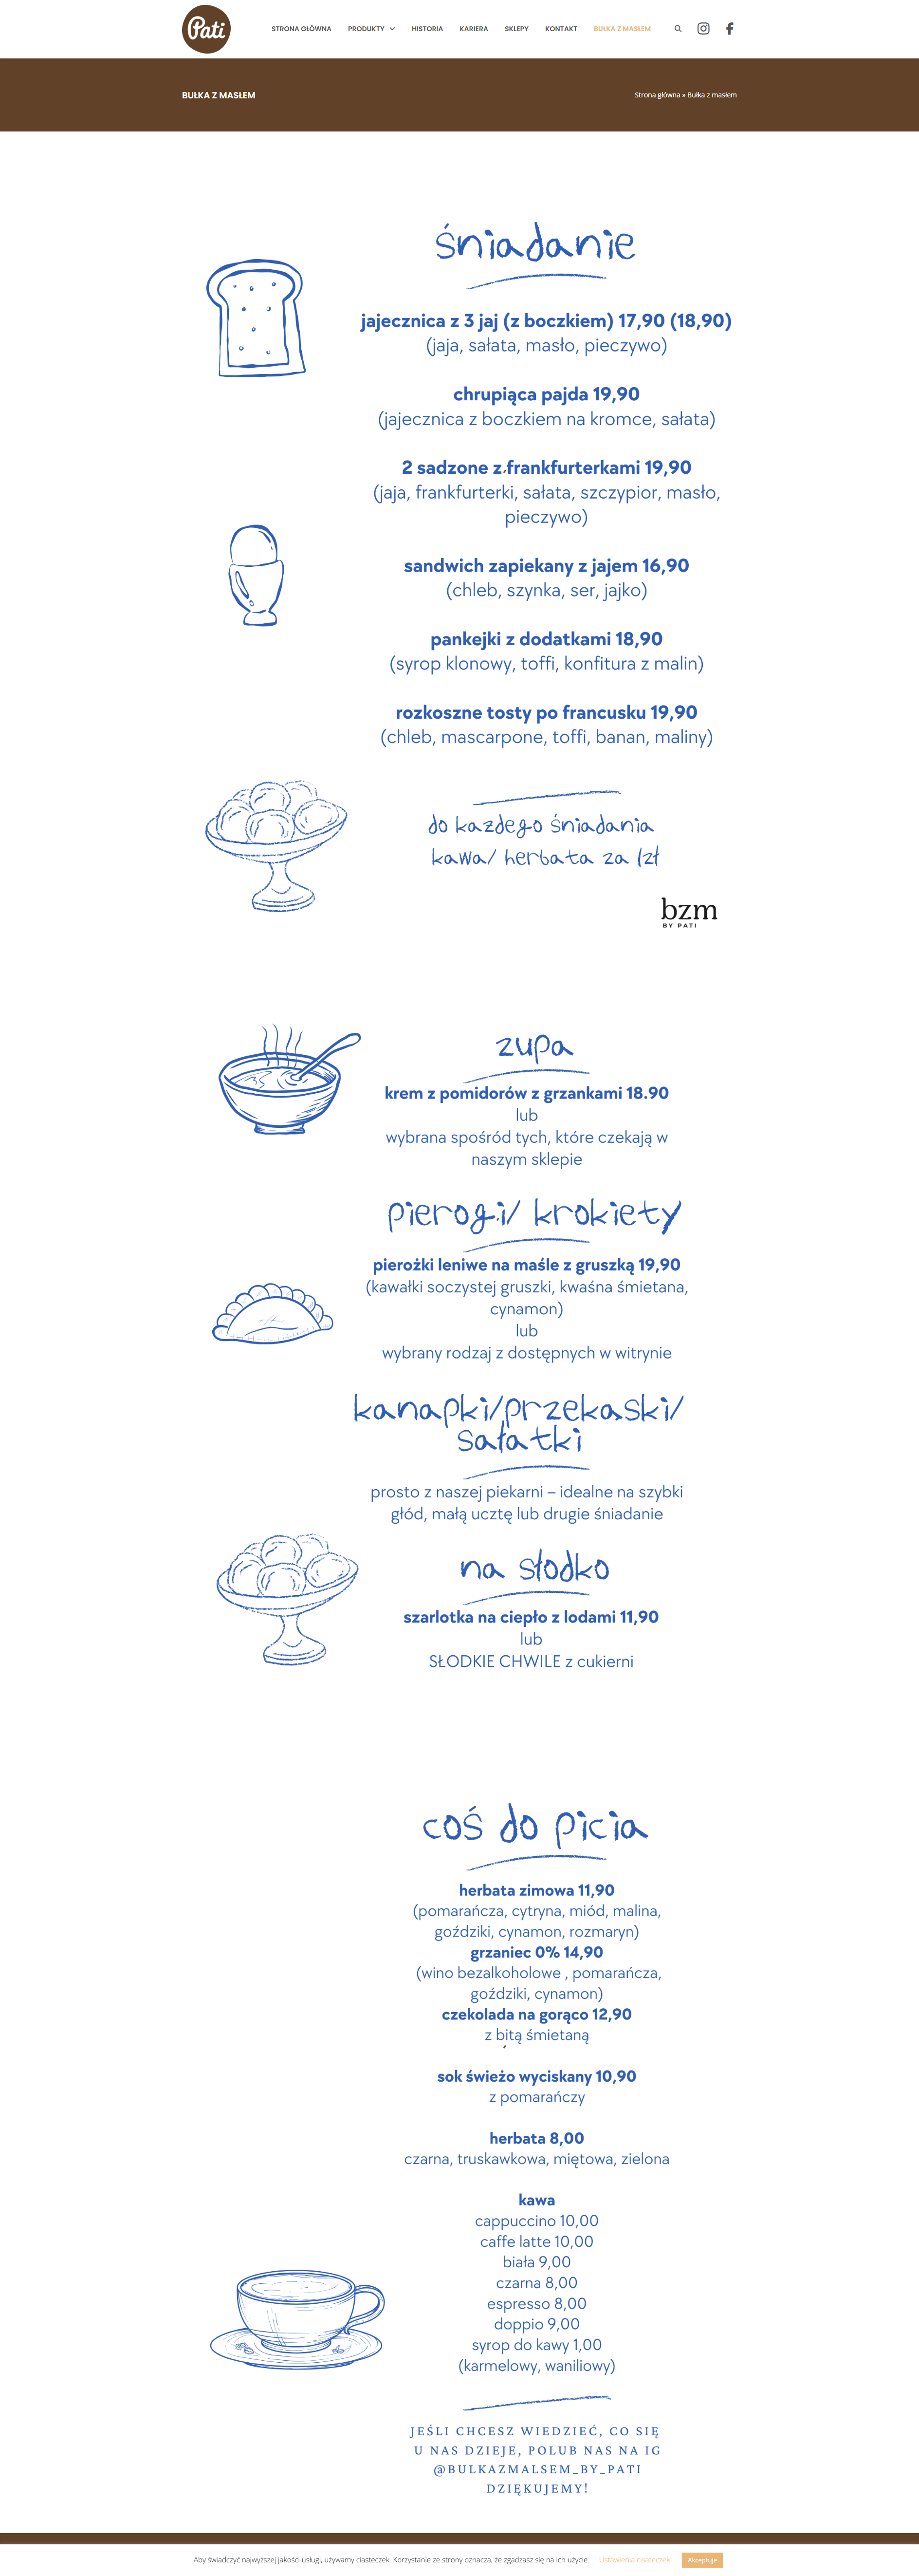 Pati
STRONA GŁÓWNA PRODUKTY HISTORIA KARIERA SKLEPY KONTAKT BUŁKA Z MASŁEM
BUŁKA Z MASŁEM
Strona główna » Bułka z masłem
śniadanie
jajecznica z 3 jaj (z boczkiem) 17,90 (18,90)
(jaja, sałata, masło, pieczywo)
chrupiąca pajda 19,90
(jajecznica z boczkiem na kromce, sałata)
2 sadzone z frankfurterkami 19,90
(jaja, frankfurterki, sałata, szczypior, masło,
pieczywo)
sandwich zapiekany z jajem 16,90
(chleb, szynka, ser, jajko)
pankejki z dodatkami 18,90
(syrop klonowy, toffi, konfitura z malin)
rozkoszne tosty po francusku 19,90
(chleb, mascarpone, toffi, banan, maliny)
do każdego śniadania
kawa/ herbata za 1zł
bzm
BY PATI
zupa
krem z pomidorów z grzankami 18.90
lub
wybrana spośród tych, które czekają w
naszym sklepie
pierogi/ krokiety
pierożki leniwe na maśle z gruszką 19,90
(kawałki soczystej gruszki, kwaśna śmietana,
cynamon)
lub
wybrany rodzaj z dostępnych w witrynie
kanapki/przekąski/
sałatki
prosto z naszej piekarni – idealne na szybki
głód, małą ucztę lub drugie śniadanie
na słodko
szarlotka na ciepło z lodami 11,90
lub
SŁODKIE CHWILE z cukierni
coś do picia
herbata zimowa 11,90
(pomarańcza, cytryna, miód, malina,
goździki, cynamon, rozmaryn)
grzaniec 0% 14,90
(wino bezalkoholowe , pomarańcza,
goździki, cynamon)
czekolada na gorąco 12,90
z bitą śmietaną
sok świeżo wyciskany 10,90
z pomarańczy
herbata 8,00
czarna, truskawkowa, miętowa, zielona
kawa
cappuccino 10,00
caffe latte 10,00
biała 9,00
czarna 8,00
espresso 8,00
doppio 9,00
syrop do kawy 1,00
(karmelowy, waniliowy)
JEŚLI CHCESZ WIEDZIEĆ, CO SIĘ
U NAS DZIEJE, POLUB NAS NA IG
@BULKAZMALSEM_BY_PATI
DZIĘKUJEMY!
Aby świadczyć najwyższej jakości usługi, używamy ciasteczek. Korzystanie ze strony oznacza, że zgadzasz się na ich użycie. Ustawienia cisateczek Akceptuje